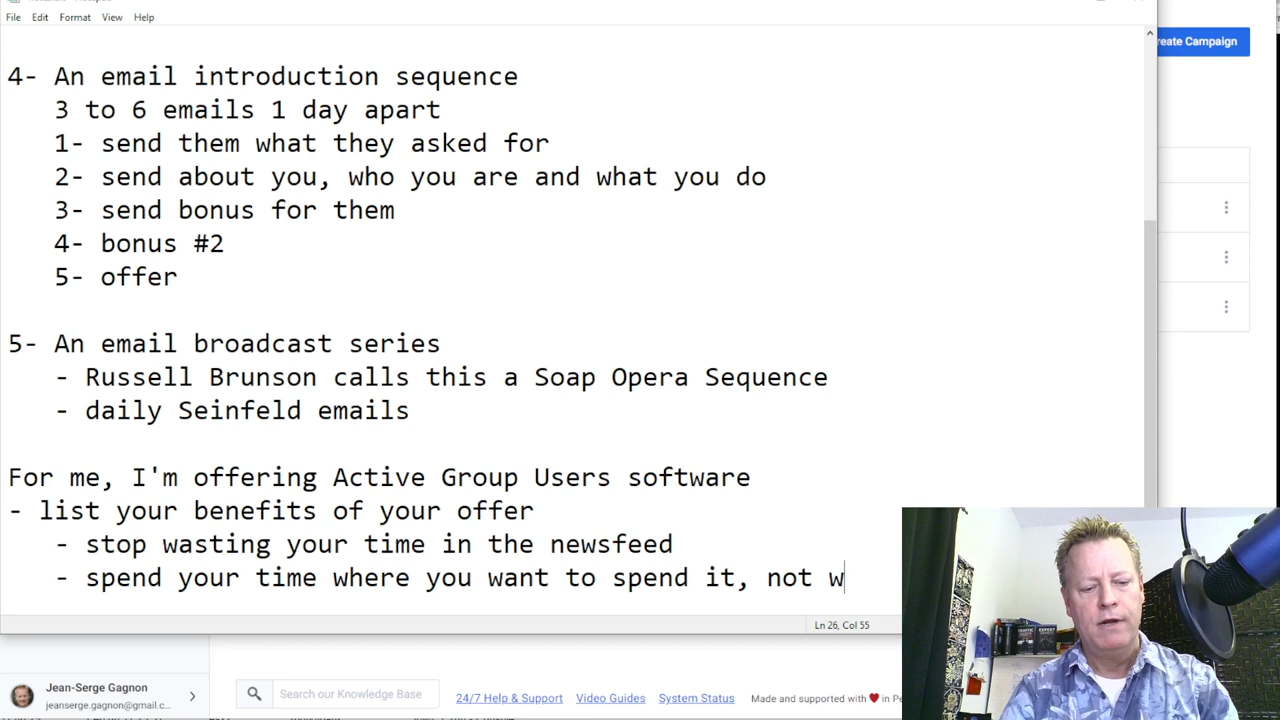 File Edit Format View Help
reate Campaign
4- An email introduction sequence
3 to 6 emails 1 day apart
1- send them what they asked for
2- send about you, who you are and what you do
3- send bonus for them
4- bonus #2
5- offer
5- An email broadcast series
- Russell Brunson calls this a Soap Opera Sequence
- daily Seinfeld emails
For me, I'm offering Active Group Users software
- list your benefits of your offer
- stop wasting your time in the newsfeed
- spend your time where you want to spend it, not w
Ln 26, Col 55
TRAFFIC EXPERT
Jean-Serge Gagnon
jeanserge.gagnon@gmail.c...
Search our Knowledge Base
24/7 Help & Support Video Guides System Status Made and supported with ❤ in Pe